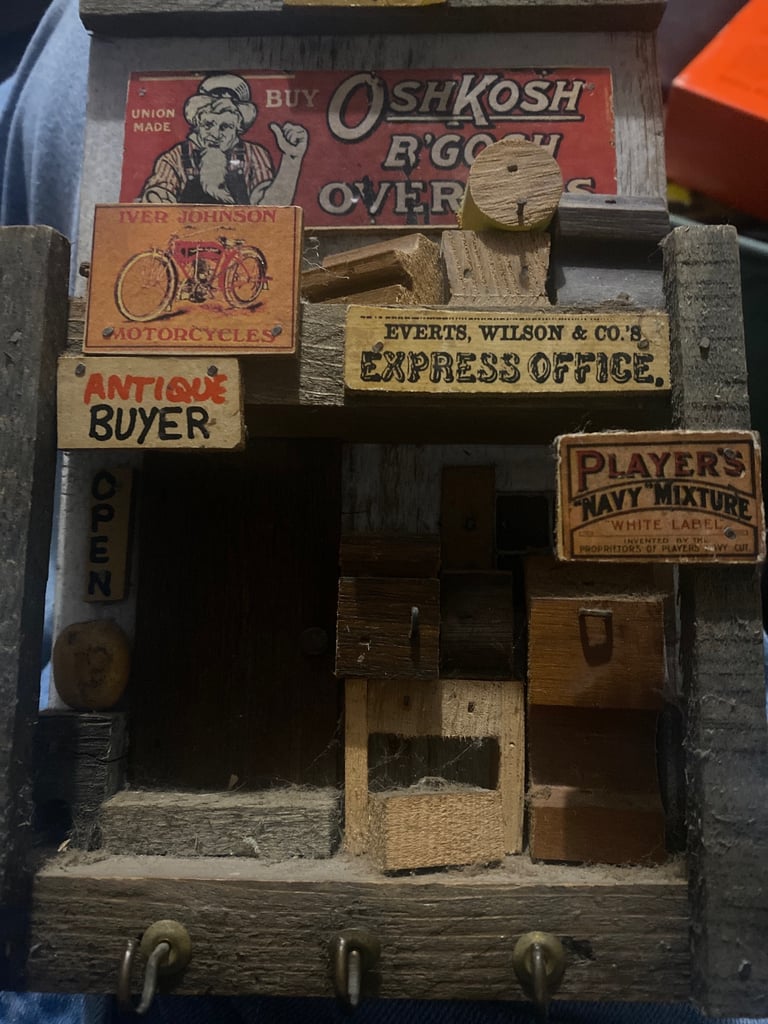 UNION
MADE
BUY
OSHKOSH
B'GOSH
OVERALLS
IVER JOHNSON
MOTORCYCLES
EVERTS, WILSON & CO.'S
EXPRESS OFFICE.
ANTIQUE
BUYER
OPEN
PLAYER'S
"NAVY" MIXTURE
WHITE LABEL
INVENTED BY THE
PROPRIETORS OF PLAYER'S NAVY CUT.